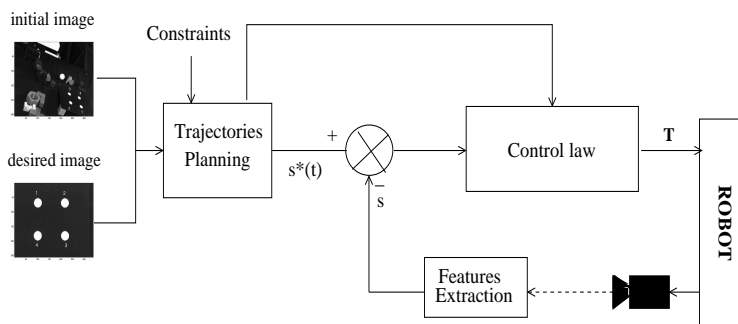 initial image
Constraints
desired image
1 2
4 3
Trajectories
Planning
+
s*(t)
−
s
Control law
T
ROBOT
Features
Extraction